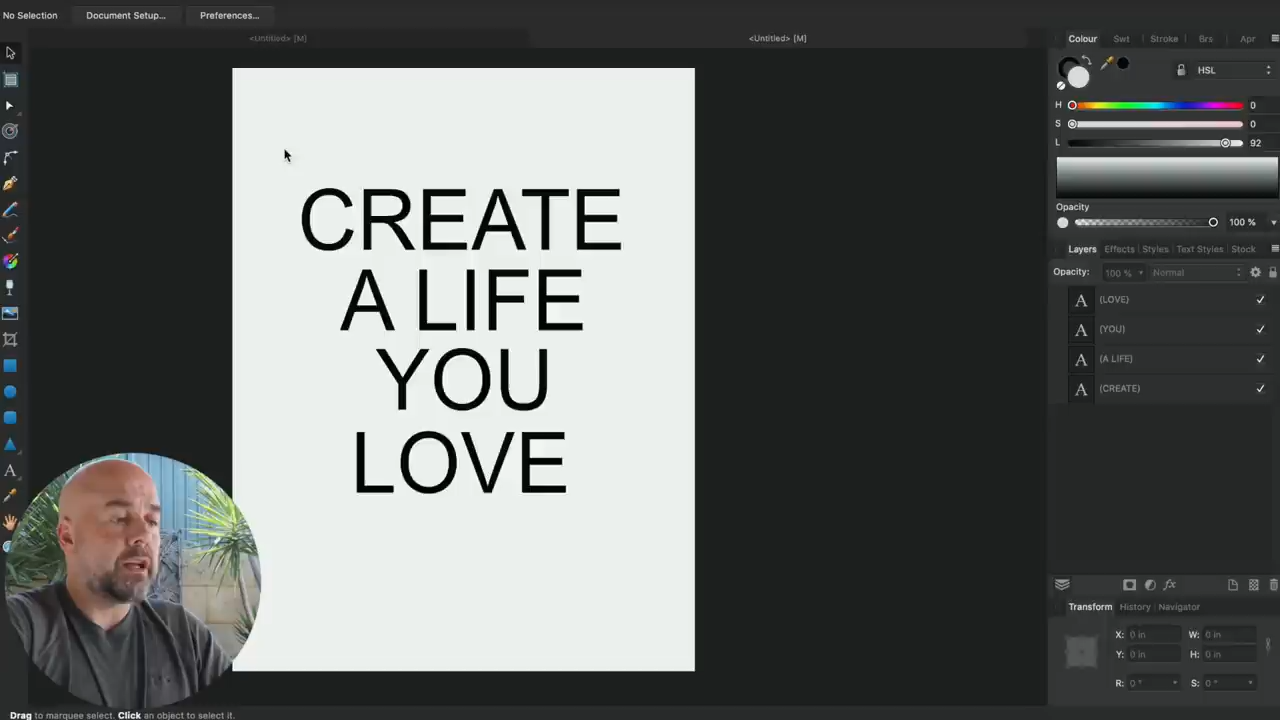 No Selection Document Setup... Preferences...
<Untitled> [M] <Untitled> [M]
Colour Swt Stroke Brs Apr
HSL
H 0
S 0
L 92
Opacity
100 %
Layers Effects Styles Text Styles Stock
Opacity: 100 % Normal
A (LOVE)
A (YOU)
A (A LIFE)
A (CREATE)
CREATE
A LIFE
YOU
LOVE
A
fx
Transform History Navigator
X: 0 in W: 0 in
Y: 0 in H: 0 in
R: 0 ° S: 0 °
Drag to marquee select. Click an object to select it.